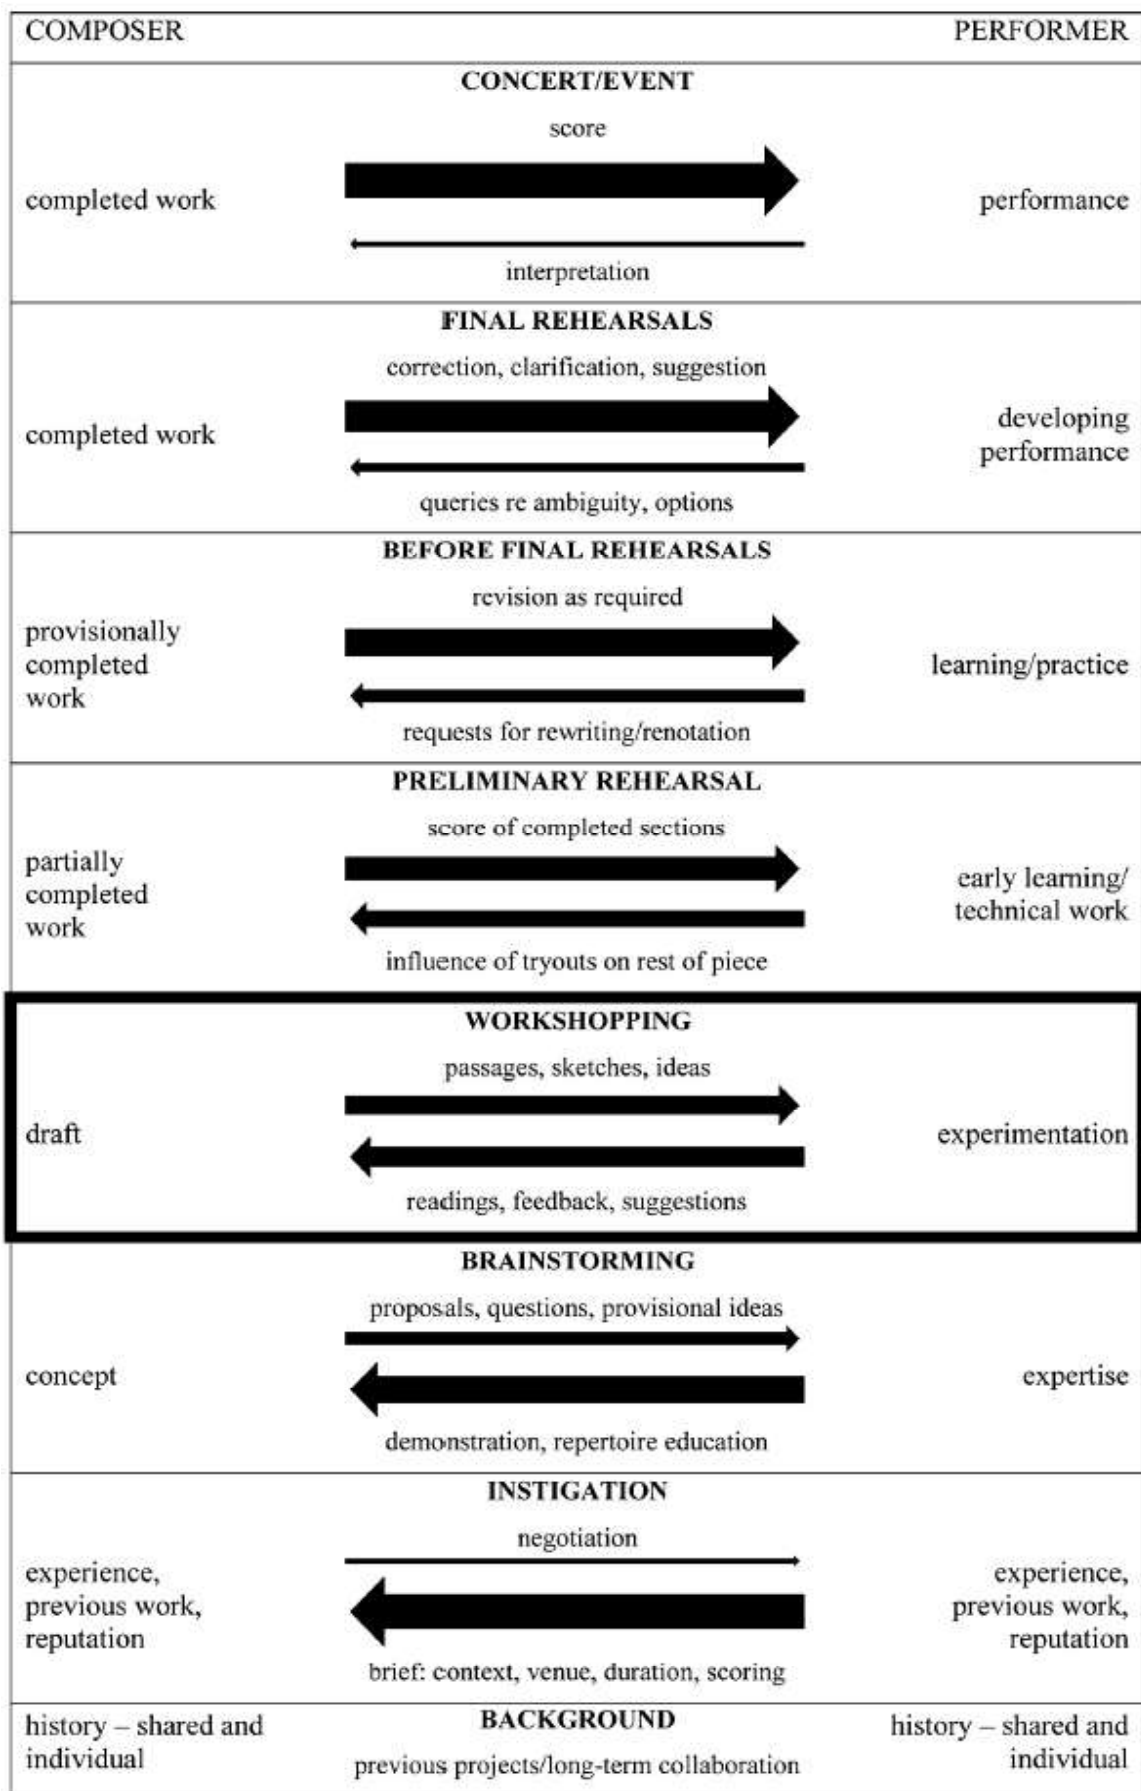 COMPOSER PERFORMER
CONCERT/EVENT
score
completed work performance
interpretation
FINAL REHEARSALS
correction, clarification, suggestion
completed work
developing
performance
queries re ambiguity, options
BEFORE FINAL REHEARSALS
revision as required
provisionally
completed
work
learning/practice
requests for rewriting/renotation
PRELIMINARY REHEARSAL
score of completed sections
partially
completed
work
early learning/
technical work
influence of tryouts on rest of piece
WORKSHOPPING
passages, sketches, ideas
draft experimentation
readings, feedback, suggestions
BRAINSTORMING
proposals, questions, provisional ideas
concept expertise
demonstration, repertoire education
INSTIGATION
negotiation
experience,
previous work,
reputation
experience,
previous work,
reputation
brief: context, venue, duration, scoring
BACKGROUND
history – shared and
individual
history – shared and
individual
previous projects/long-term collaboration